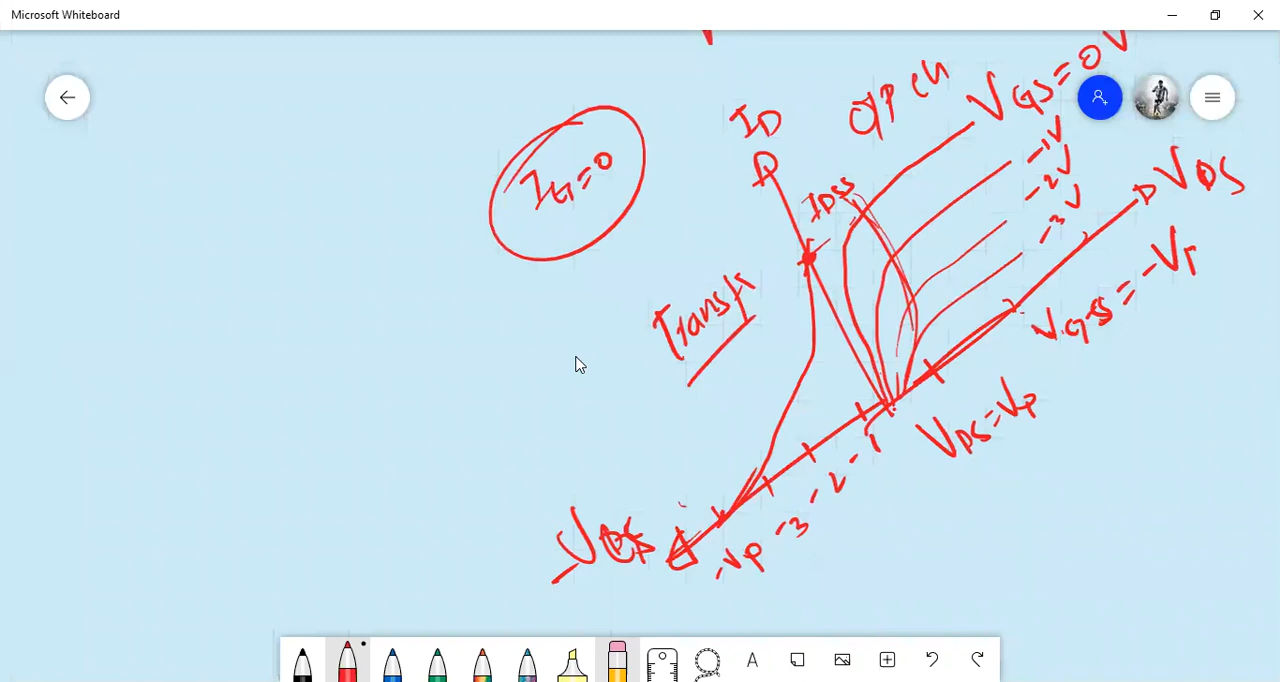 Microsoft Whiteboard
ID
O/P ch
VGS=0V
-1V
-2V
-3V
VDS
IG=0
IDSS
Transfr
VGS=-VP
VDS=VP
-1
-2
-3
-VP
-VGS
A